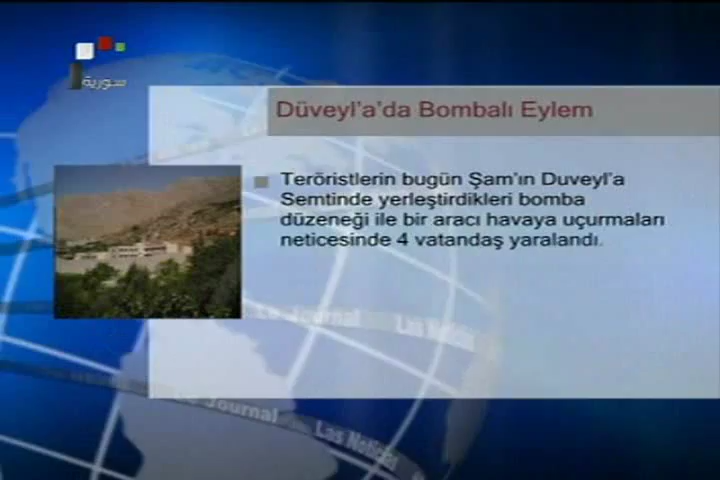 سورية
Düveyl'a'da Bombalı Eylem
Teröristlerin bugün Şam'ın Duveyl'a
Semtinde yerleştirdikleri bomba
düzeneği ile bir aracı havaya uçurmaları
neticesinde 4 vatandaş yaralandı.
Le Journal Las Noticias
Journal Las Noticias